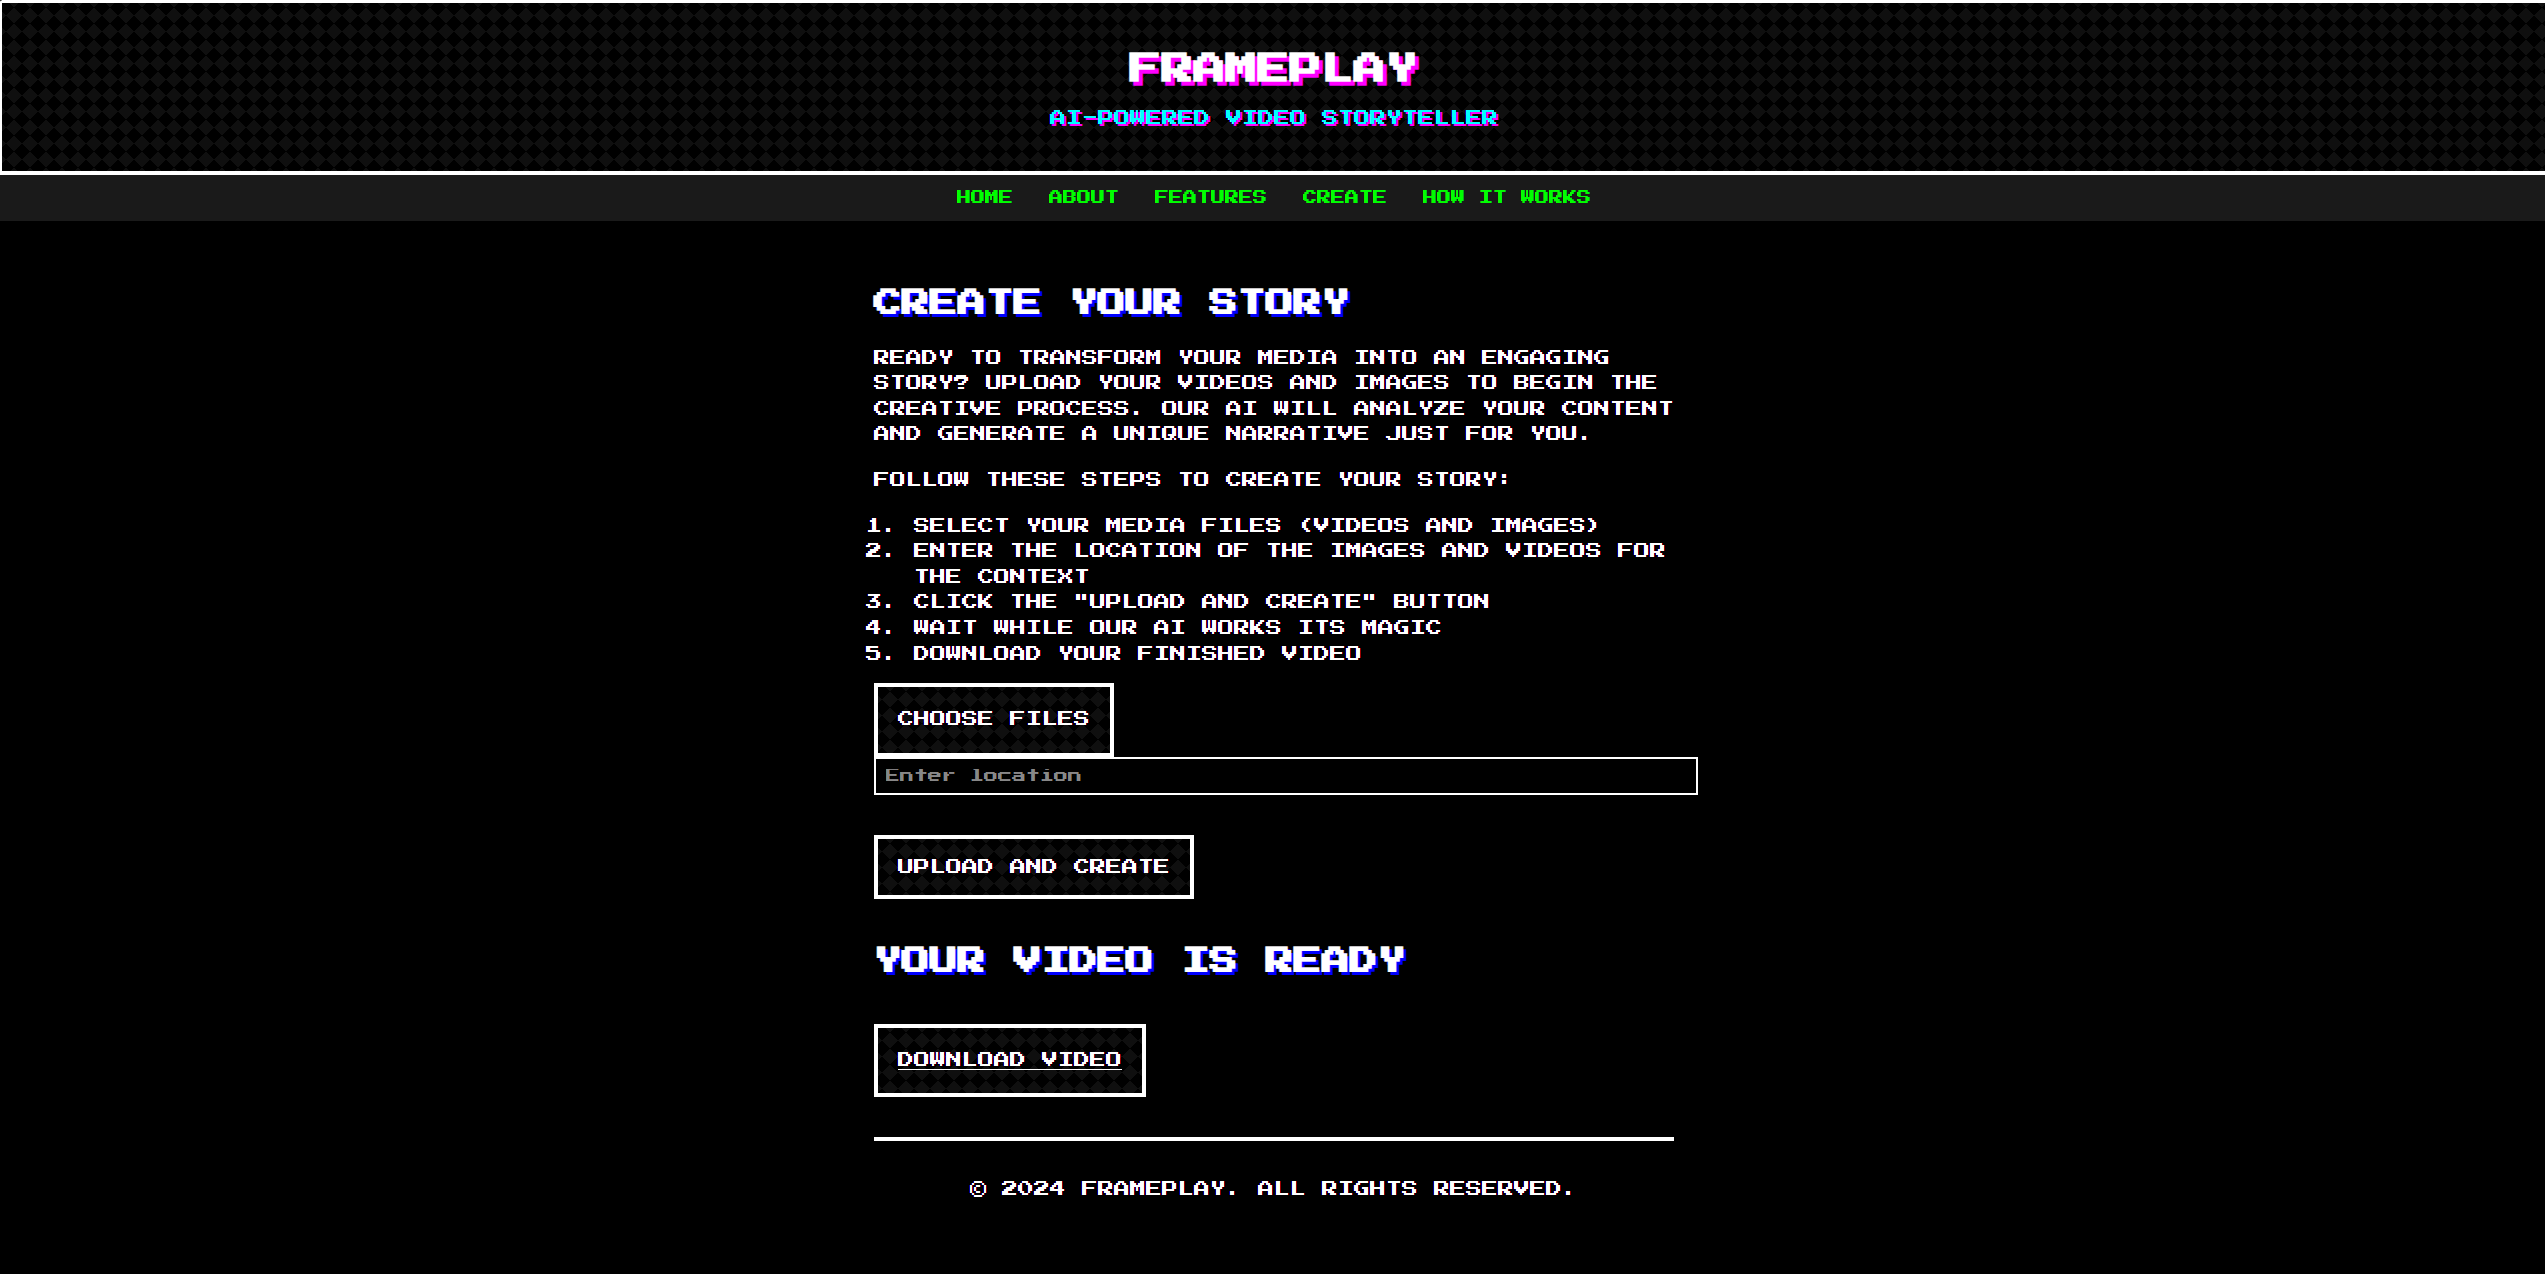 FRAMEPLAY
AI-POWERED VIDEO STORYTELLER
HOME ABOUT FEATURES CREATE HOW IT WORKS
CREATE YOUR STORY
READY TO TRANSFORM YOUR MEDIA INTO AN ENGAGING
STORY? UPLOAD YOUR VIDEOS AND IMAGES TO BEGIN THE
CREATIVE PROCESS. OUR AI WILL ANALYZE YOUR CONTENT
AND GENERATE A UNIQUE NARRATIVE JUST FOR YOU.
FOLLOW THESE STEPS TO CREATE YOUR STORY:
1. SELECT YOUR MEDIA FILES (VIDEOS AND IMAGES)
2. ENTER THE LOCATION OF THE IMAGES AND VIDEOS FOR
THE CONTEXT
3. CLICK THE "UPLOAD AND CREATE" BUTTON
4. WAIT WHILE OUR AI WORKS ITS MAGIC
5. DOWNLOAD YOUR FINISHED VIDEO
CHOOSE FILES
Enter location
UPLOAD AND CREATE
YOUR VIDEO IS READY
DOWNLOAD VIDEO
© 2024 FRAMEPLAY. ALL RIGHTS RESERVED.